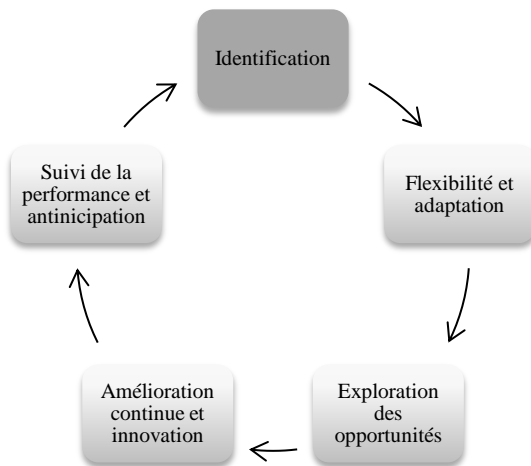 Identification
Flexibilité et
adaptation
Exploration
des
opportunités
Amélioration
continue et
innovation
Suivi de la
performance et
antinicipation